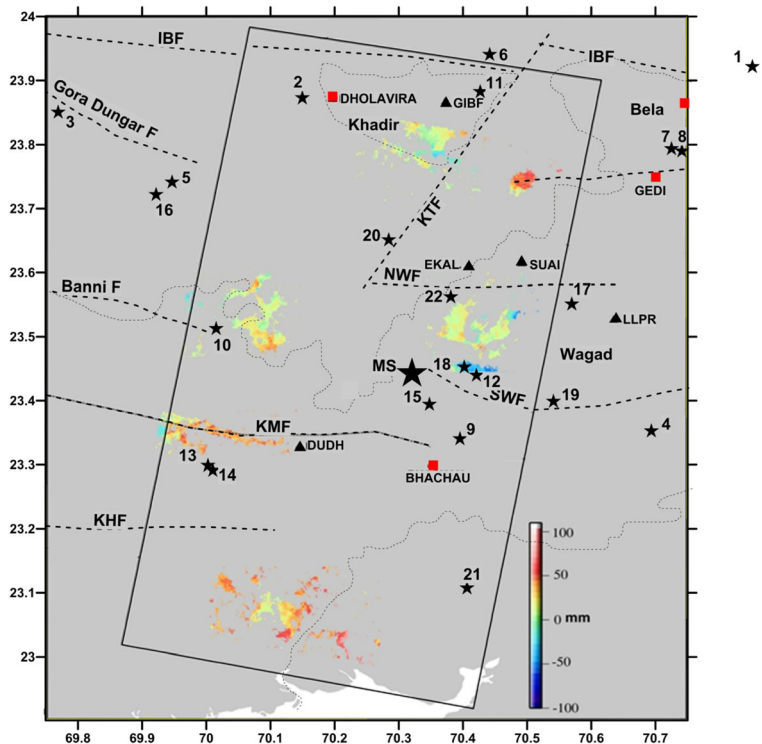 24
IBF
6
IBF
1
23.9
2
11
Gora Dungar F
DHOLAVIRA
GIBF
Bela
3
Khadir
23.8
7 8
5
GEDI
16
23.7
KTF
20
EKAL
SUAI
23.6
NWF
Banni F
22
17
LLPR
10
23.5
Wagad
MS
18
12
15
SWF
19
23.4
KMF
9
4
DUDH
13
14
BHACHAU
23.3
KHF
23.2
100
50
21
23.1
0 mm
-50
23
-100
69.8 69.9 70 70.1 70.2 70.3 70.4 70.5 70.6 70.7